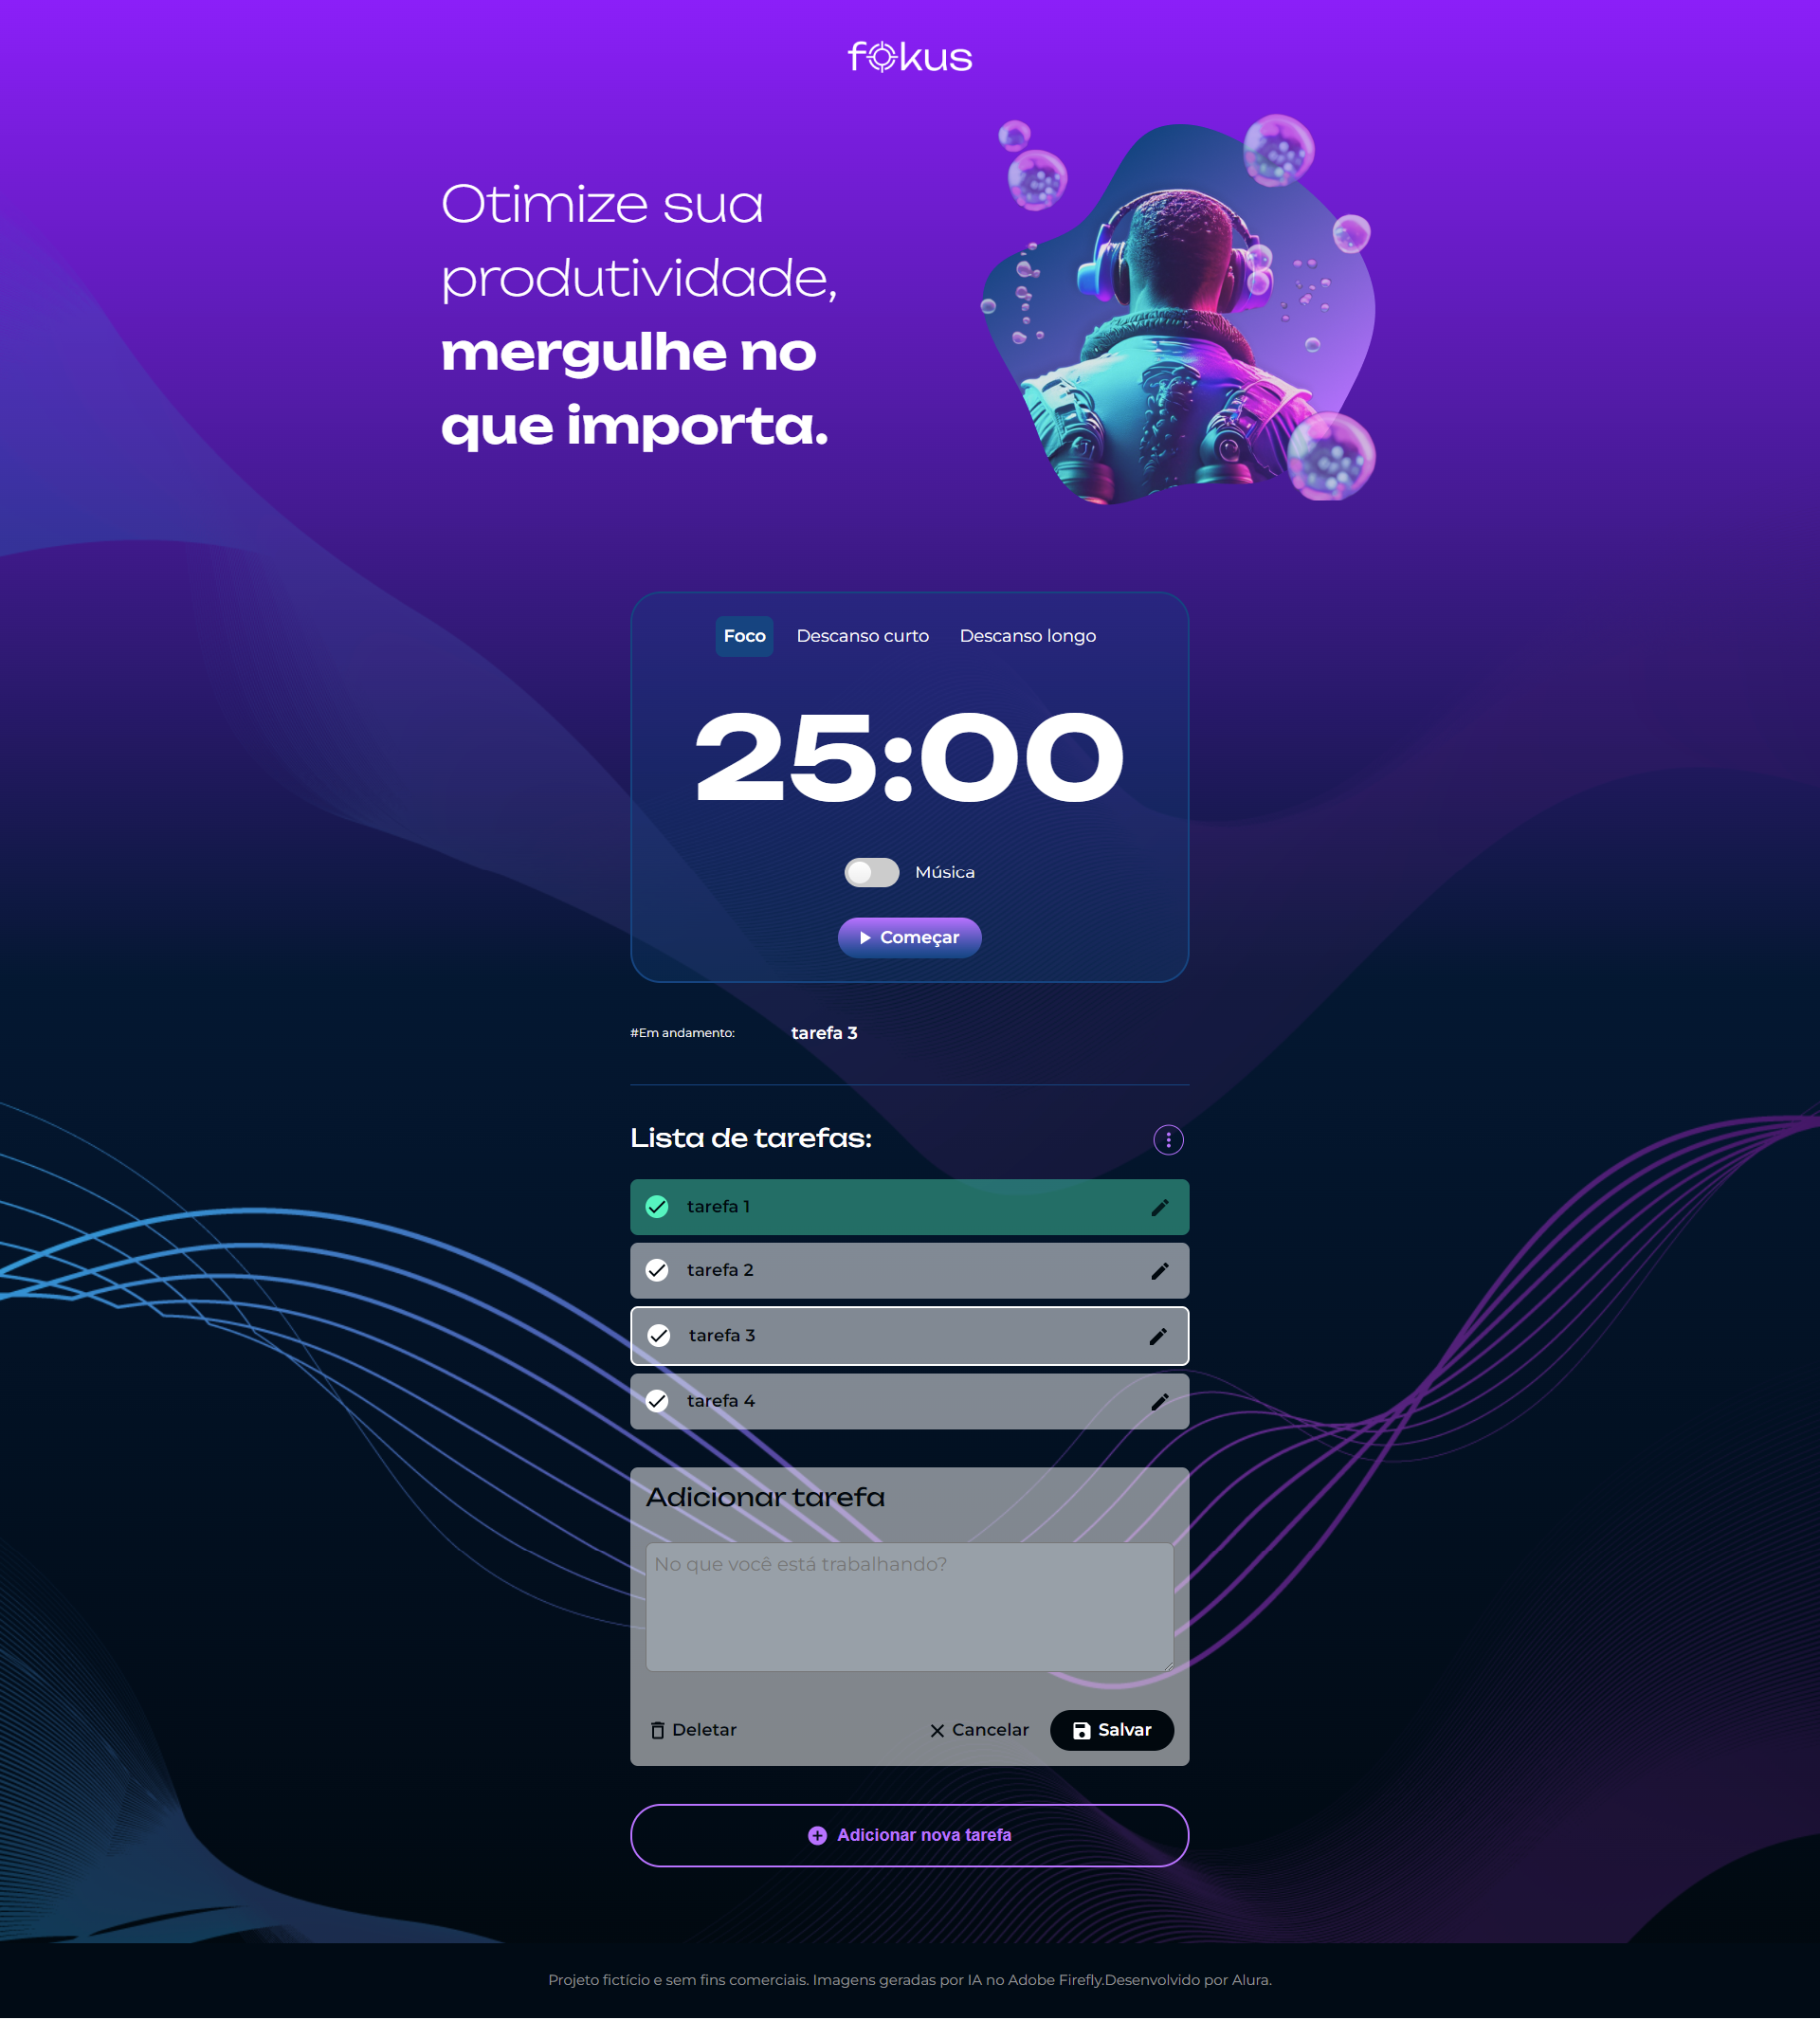 fokus
Otimize sua
produtividade,
mergulhe no
que importa.
Foco Descanso curto Descanso longo
25:00
Música
Começar
#Em andamento: tarefa 3
Lista de tarefas:
tarefa 1
tarefa 2
tarefa 3
tarefa 4
Adicionar tarefa
No que você está trabalhando?
Deletar Cancelar Salvar
Adicionar nova tarefa
Projeto fictício e sem fins comerciais. Imagens geradas por IA no Adobe Firefly.Desenvolvido por Alura.